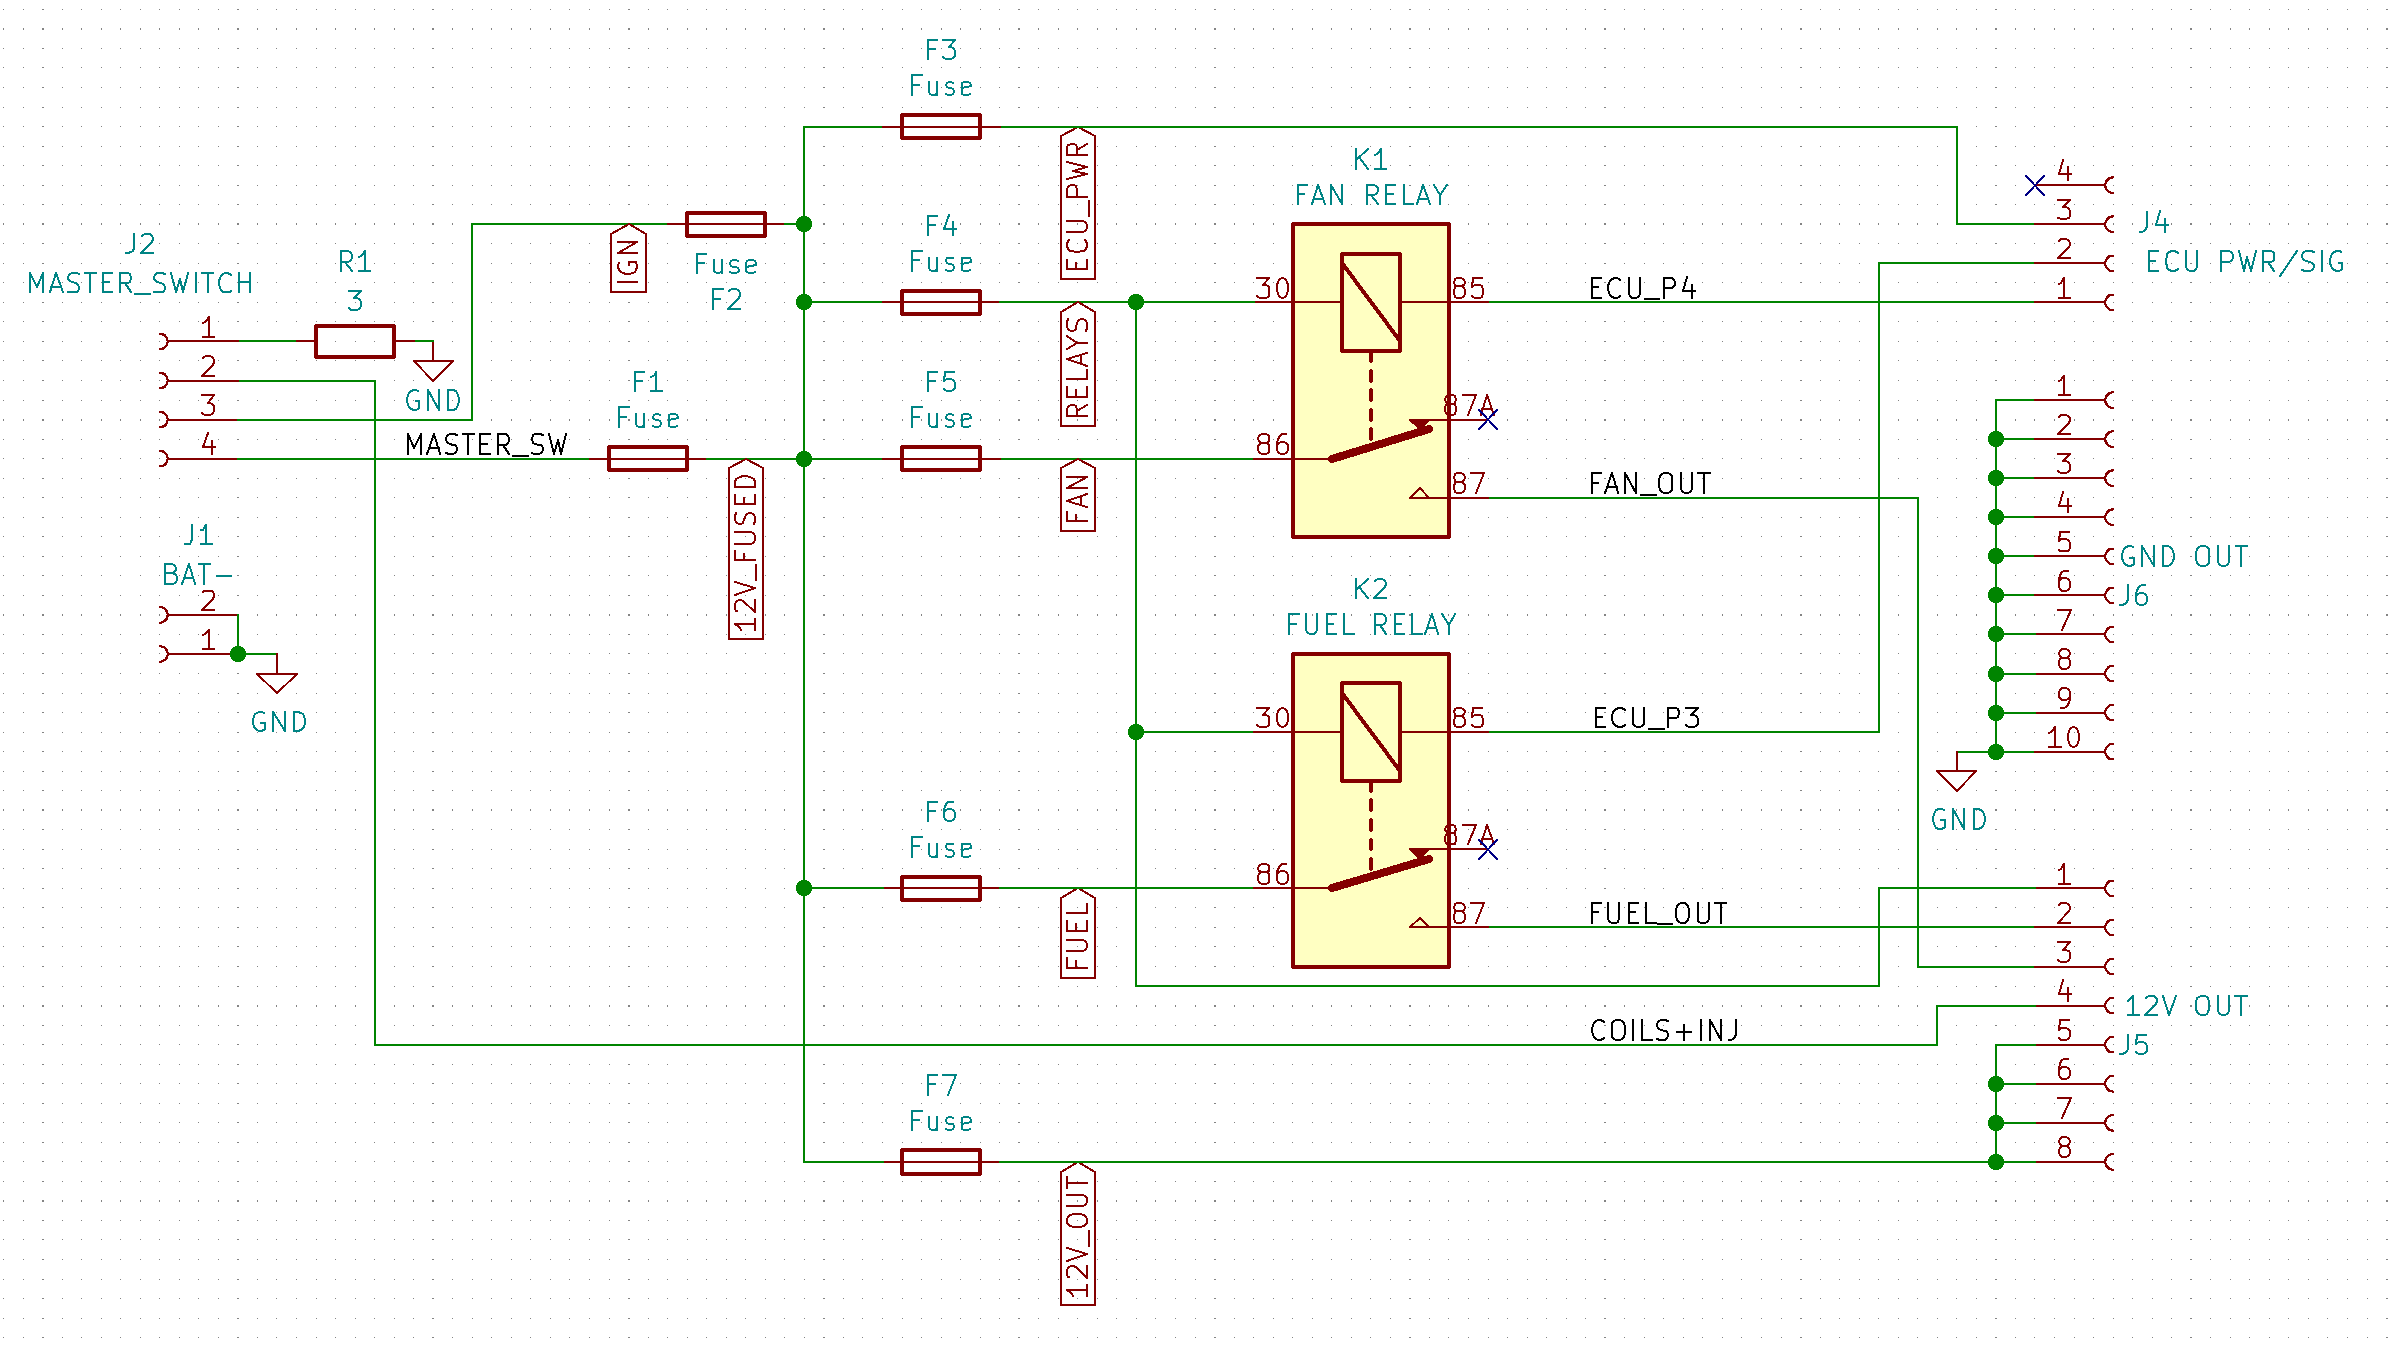 F3
Fuse
ECU_PWR
K1
FAN RELAY
4
3
2
1
J4
ECU PWR/SIG
J2
MASTER_SWITCH
1
2
3
4
R1
3
GND
IGN
Fuse
F2
F4
Fuse
RELAYS
30
85
ECU_P4
87A
86
87
FAN_OUT
F1
Fuse
MASTER_SW
12V_FUSED
F5
Fuse
FAN
J1
BAT-
2
1
GND
1
2
3
4
5
6
7
8
9
10
GND OUT
J6
GND
K2
FUEL RELAY
30
85
ECU_P3
87A
86
87
FUEL_OUT
F6
Fuse
FUEL
COILS+INJ
1
2
3
4
5
6
7
8
12V OUT
J5
F7
Fuse
12V_OUT